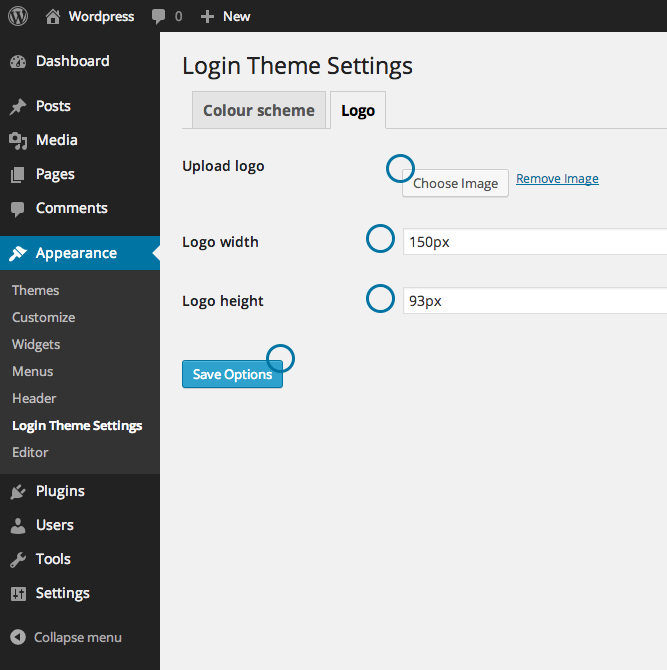 Wordpress 0 New
Dashboard
Posts
Media
Pages
Comments
Appearance
Themes
Customize
Widgets
Menus
Header
Login Theme Settings
Editor
Plugins
Users
Tools
Settings
Collapse menu
Login Theme Settings
Colour scheme Logo
Upload logo Choose Image Remove Image
Logo width 150px
Logo height 93px
Save Options